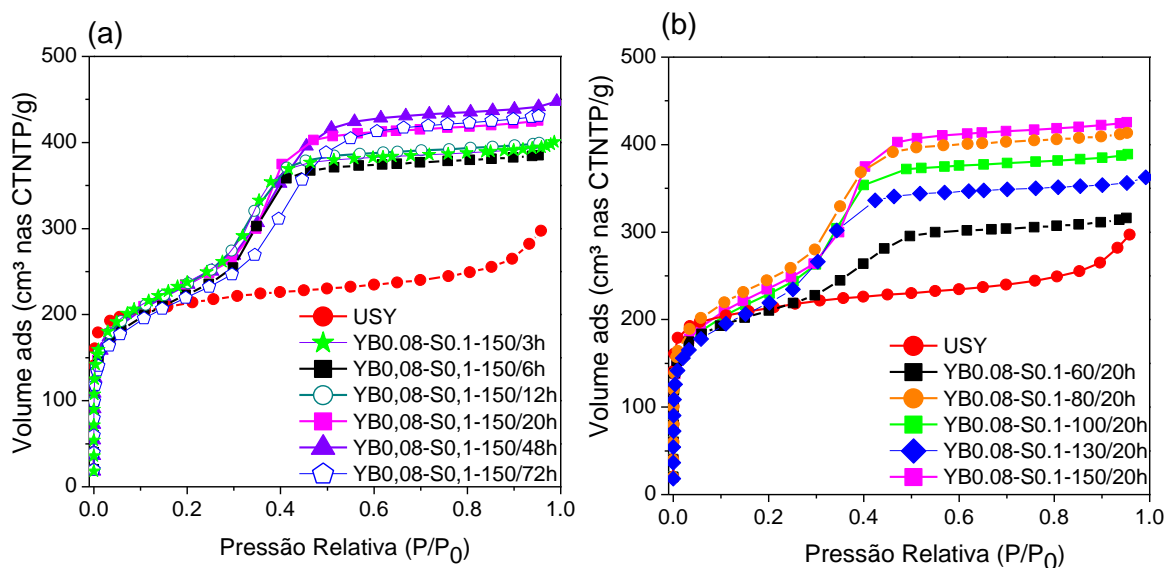 (a)
500
400
300
200
100
0
Volume ads (cm³ nas CTNTP/g)
USY
YB0.08-S0.1-150/3h
YB0,08-S0,1-150/6h
YB0,08-S0,1-150/12h
YB0,08-S0,1-150/20h
YB0,08-S0,1-150/48h
YB0,08-S0,1-150/72h
0.0 0.2 0.4 0.6 0.8 1.0
Pressão Relativa (P/P0)
(b)
500
400
300
200
100
0
Volume ads (cm³ nas CTNTP/g)
USY
YB0.08-S0.1-60/20h
YB0.08-S0.1-80/20h
YB0.08-S0.1-100/20h
YB0.08-S0.1-130/20h
YB0.08-S0.1-150/20h
0.0 0.2 0.4 0.6 0.8 1.0
Pressão Relativa (P/P0)